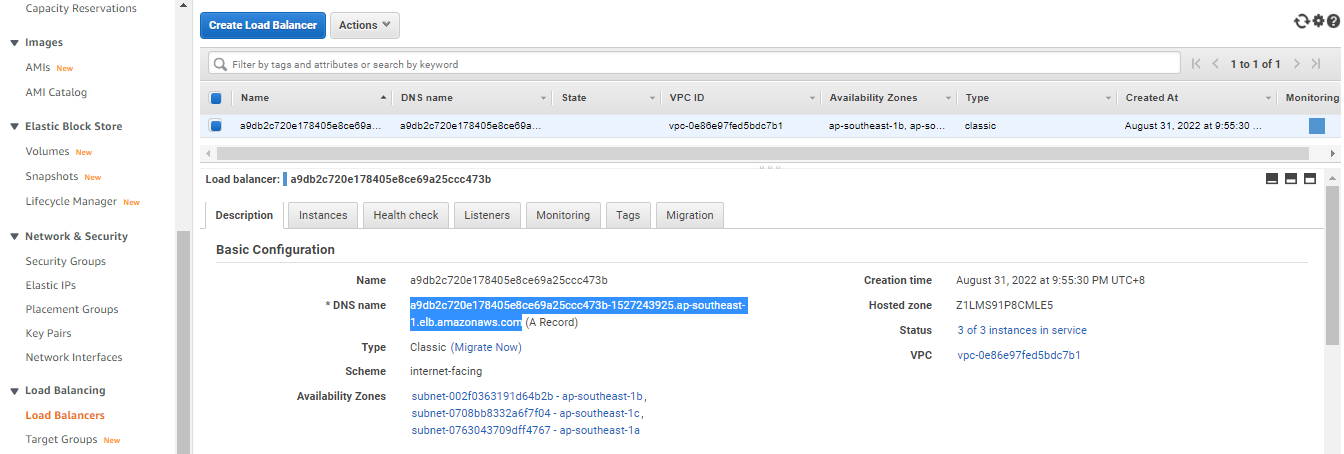 Capacity Reservations
Images
AMIs New
AMI Catalog
Elastic Block Store
Volumes New
Snapshots New
Lifecycle Manager New
Network & Security
Security Groups
Elastic IPs
Placement Groups
Key Pairs
Network Interfaces
Load Balancing
Load Balancers
Target Groups New
Create Load Balancer Actions
Filter by tags and attributes or search by keyword 1 to 1 of 1
Name DNS name State VPC ID Availability Zones Type Created At Monitoring
a9db2c720e178405e8ce69a... a9db2c720e178405e8ce69a... vpc-0e86e97fed5bdc7b1 ap-southeast-1b, ap-so... classic August 31, 2022 at 9:55:30 ...
Load balancer: a9db2c720e178405e8ce69a25ccc473b
Description Instances Health check Listeners Monitoring Tags Migration
Basic Configuration
Name a9db2c720e178405e8ce69a25ccc473b Creation time August 31, 2022 at 9:55:30 PM UTC+8
* DNS name a9db2c720e178405e8ce69a25ccc473b-1527243925.ap-southeast- Hosted zone Z1LMS91P8CMLE5
1.elb.amazonaws.com (A Record) Status 3 of 3 instances in service
Type Classic (Migrate Now) VPC vpc-0e86e97fed5bdc7b1
Scheme internet-facing
Availability Zones subnet-002f0363191d64b2b - ap-southeast-1b,
subnet-0708bb8332a6f7f04 - ap-southeast-1c,
subnet-0763043709dff4767 - ap-southeast-1a